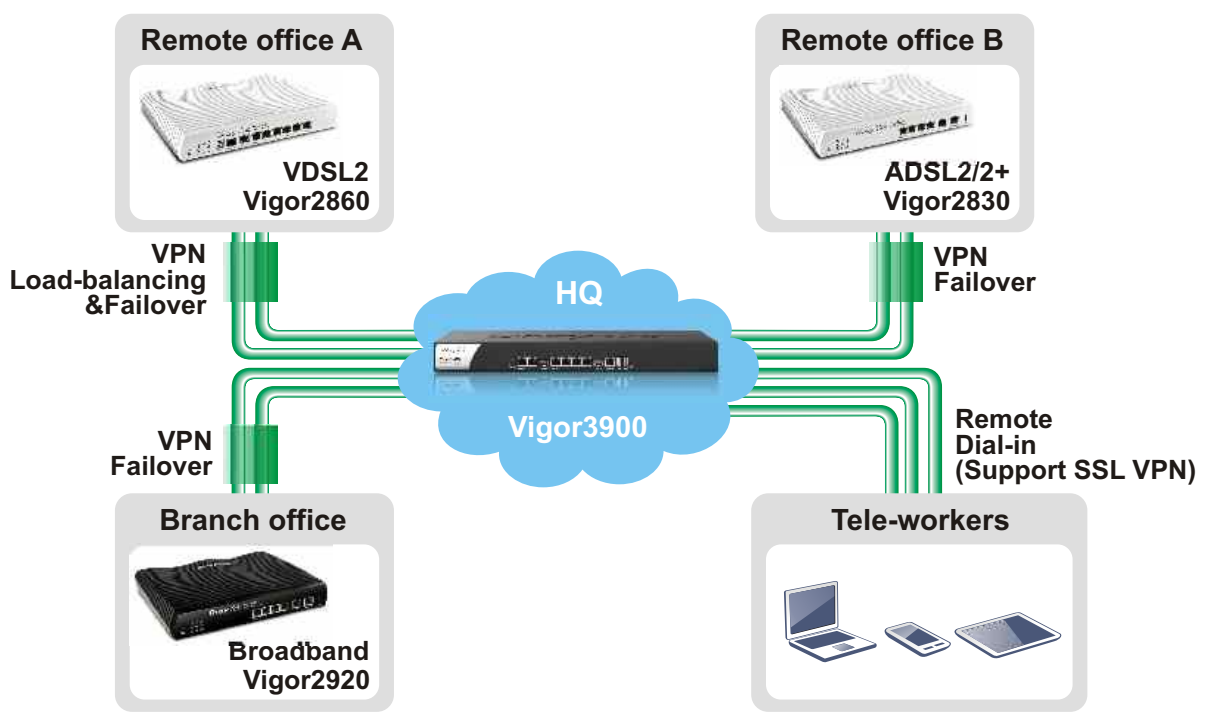 Remote office A
VDSL2
Vigor2860
Remote office B
ADSL2/2+
Vigor2830
VPN
Load-balancing
&Failover
HQ
VPN
Failover
Vigor3900
VPN
Failover
Remote
Dial-in
(Support SSL VPN)
Branch office
Broadband
Vigor2920
Tele-workers